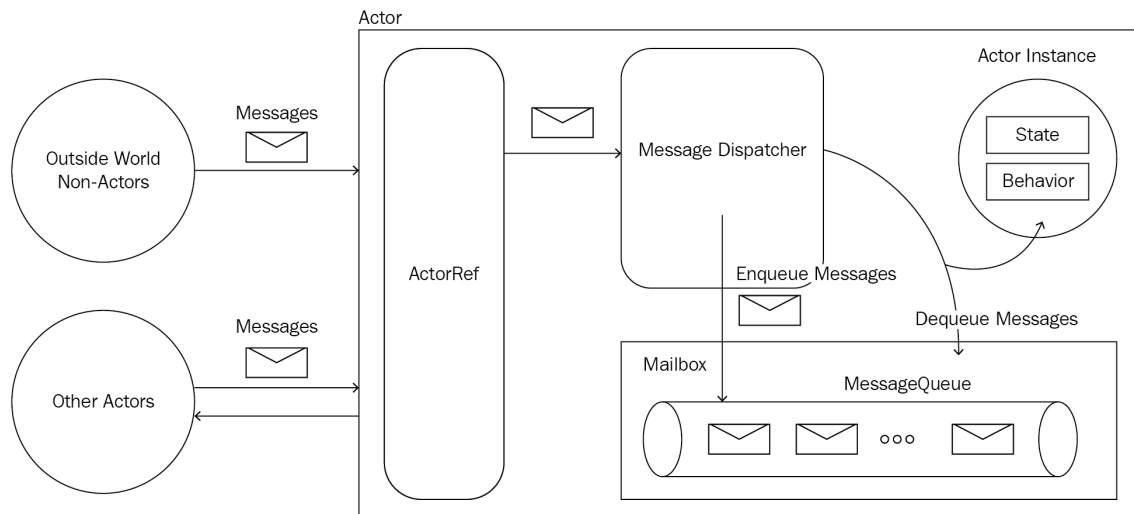 Actor
Actor Instance
Messages
Outside World
Non-Actors
Message Dispatcher
State
Behavior
ActorRef
Enqueue Messages
Messages
Dequeue Messages
Other Actors
Mailbox
MessageQueue